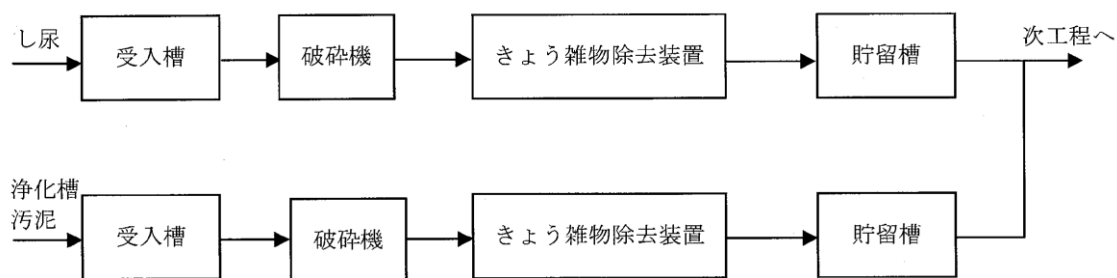 し尿
受入槽
破砕機
きょう雑物除去装置
貯留槽
次工程へ
浄化槽
汚泥
受入槽
破砕機
きょう雑物除去装置
貯留槽